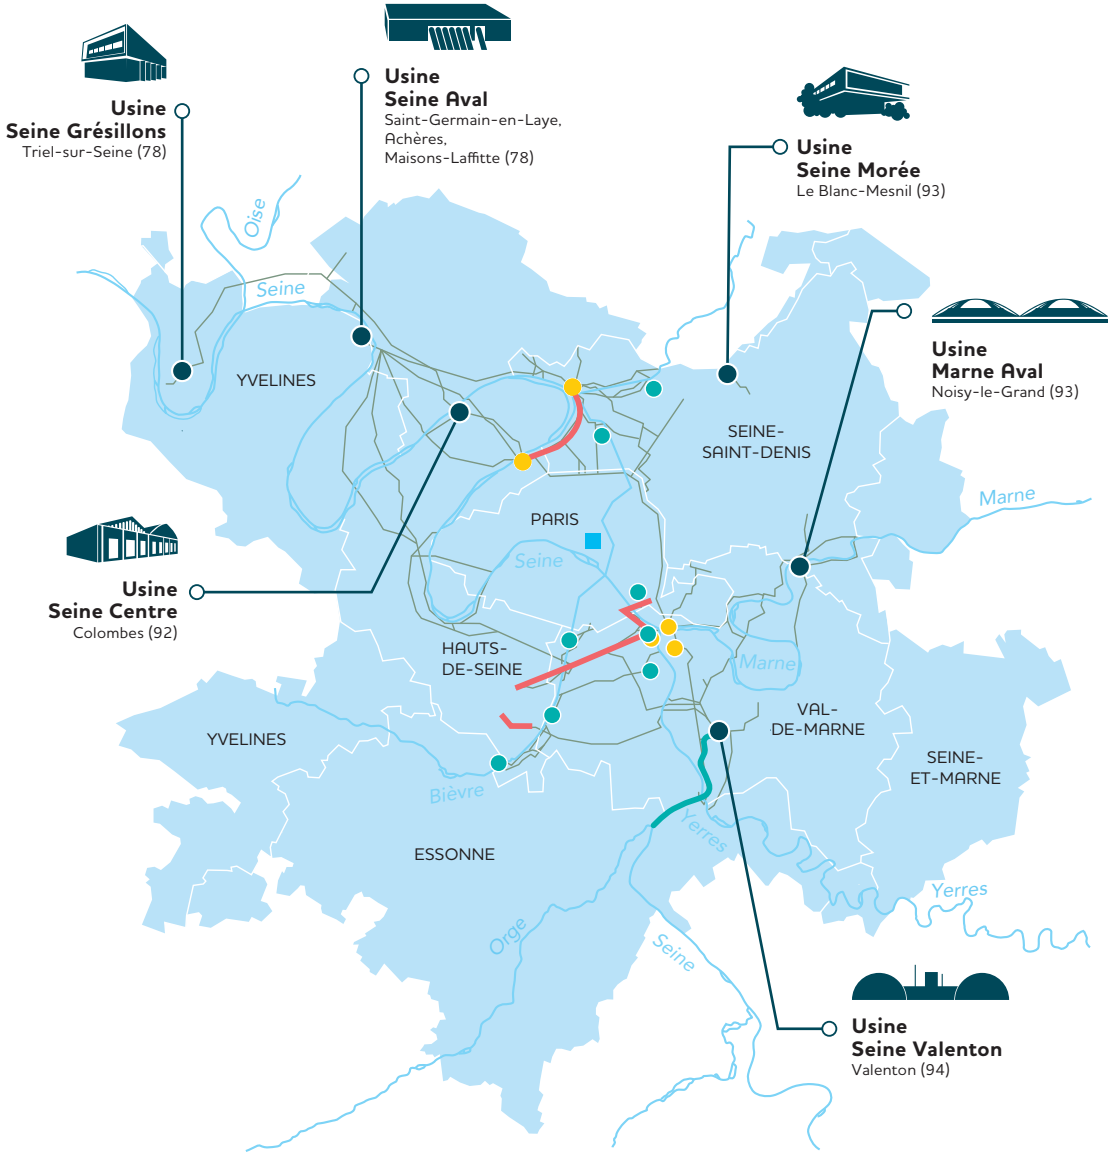 Usine
Seine Aval
Saint-Germain-en-Laye,
Achères,
Maisons-Laffitte (78)
Usine
Seine Grésillons
Triel-sur-Seine (78)
Usine
Seine Morée
Le Blanc-Mesnil (93)
Oise
Seine
Usine
Marne Aval
Noisy-le-Grand (93)
YVELINES
SEINE-
SAINT-DENIS
Marne
PARIS
Seine
Usine
Seine Centre
Colombes (92)
HAUTS-
DE-SEINE
Marne
VAL-
DE-MARNE
YVELINES
SEINE-
ET-MARNE
Bièvre
Yerres
ESSONNE
Yerres
Orge
Seine
Usine
Seine Valenton
Valenton (94)